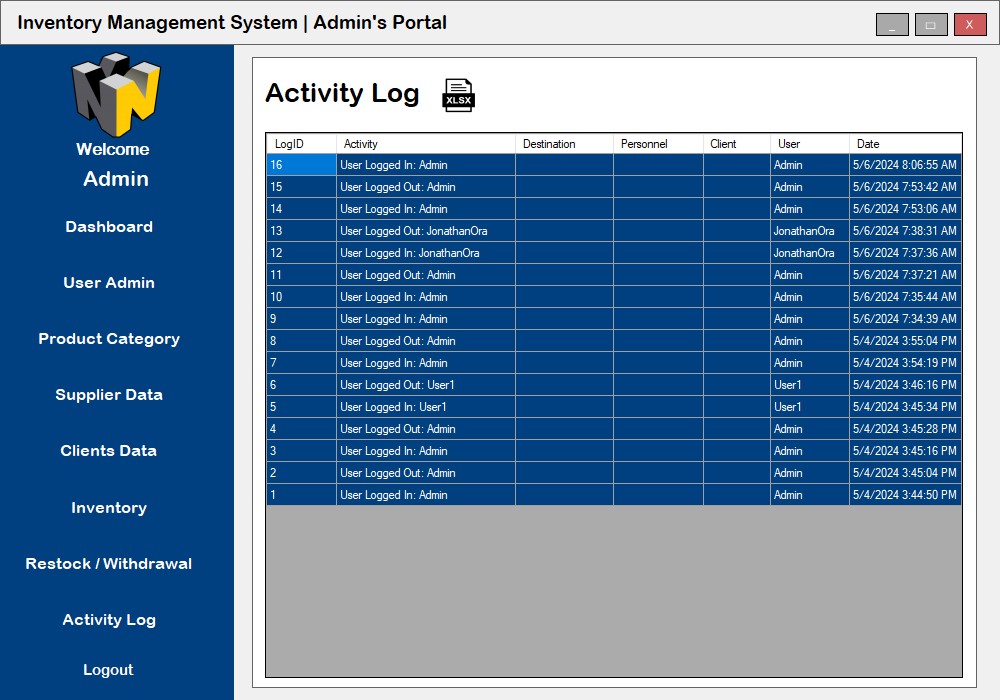 Inventory Management System | Admin's Portal
_ □ X
Welcome
Admin
Dashboard
User Admin
Product Category
Supplier Data
Clients Data
Inventory
Restock / Withdrawal
Activity Log
Logout
Activity Log
XLSX
LogID Activity Destination Personnel Client User Date
16 User Logged In: Admin Admin 5/6/2024 8:06:55 AM
15 User Logged Out: Admin Admin 5/6/2024 7:53:42 AM
14 User Logged In: Admin Admin 5/6/2024 7:53:06 AM
13 User Logged Out: JonathanOra JonathanOra 5/6/2024 7:38:31 AM
12 User Logged In: JonathanOra JonathanOra 5/6/2024 7:37:36 AM
11 User Logged Out: Admin Admin 5/6/2024 7:37:21 AM
10 User Logged In: Admin Admin 5/6/2024 7:35:44 AM
9 User Logged In: Admin Admin 5/6/2024 7:34:39 AM
8 User Logged Out: Admin Admin 5/4/2024 3:55:04 PM
7 User Logged In: Admin Admin 5/4/2024 3:54:19 PM
6 User Logged Out: User1 User1 5/4/2024 3:46:16 PM
5 User Logged In: User1 User1 5/4/2024 3:45:34 PM
4 User Logged Out: Admin Admin 5/4/2024 3:45:28 PM
3 User Logged In: Admin Admin 5/4/2024 3:45:16 PM
2 User Logged Out: Admin Admin 5/4/2024 3:45:04 PM
1 User Logged In: Admin Admin 5/4/2024 3:44:50 PM